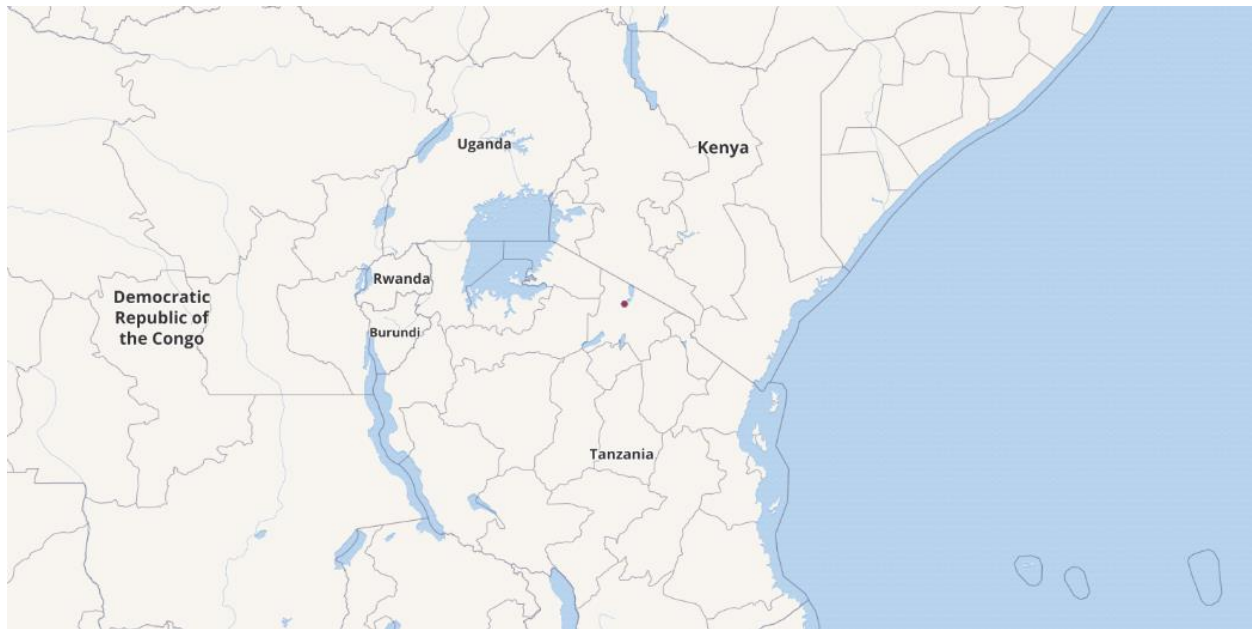 Uganda
Kenya
Rwanda
Democratic
Republic of
the Congo
Burundi
Tanzania